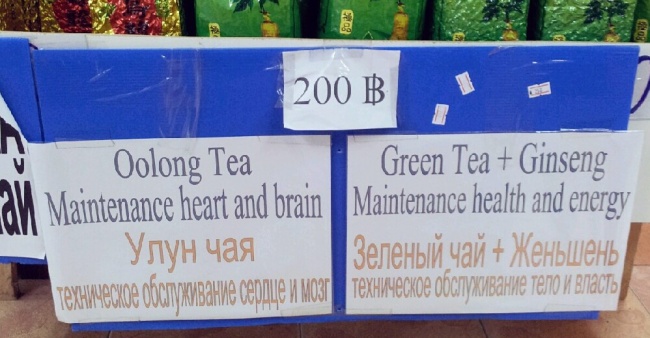 200 ฿
Oolong Tea
Maintenance heart and brain
Улун чая
техническое обслуживание сердце и мозг
Green Tea + Ginseng
Maintenance health and energy
Зеленый чай + Женьшень
техническое обслуживание тело и власть